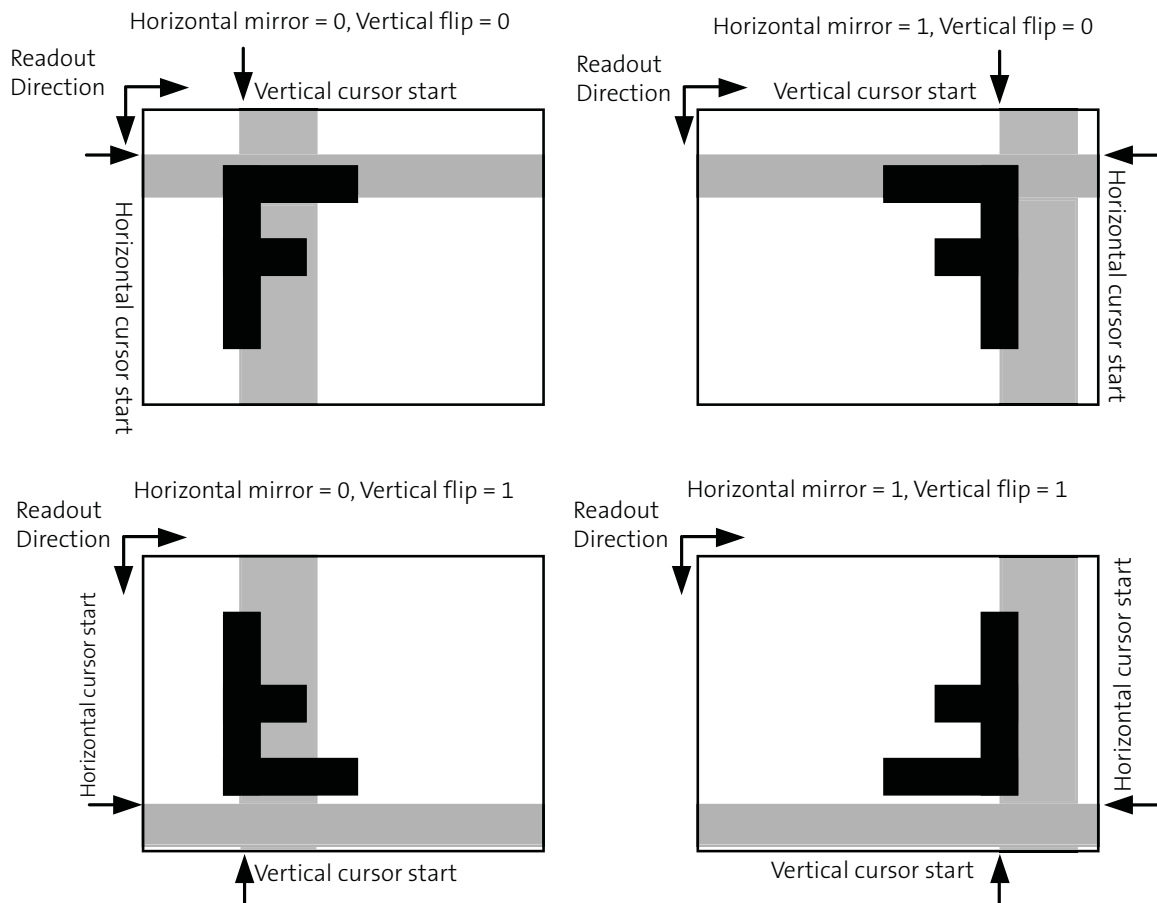 Horizontal mirror = 0, Vertical flip = 0
Readout
Direction
Vertical cursor start
Horizontal cursor start
Horizontal mirror = 1, Vertical flip = 0
Readout
Direction
Vertical cursor start
Horizontal cursor start
Horizontal mirror = 0, Vertical flip = 1
Readout
Direction
Horizontal cursor start
Vertical cursor start
Horizontal mirror = 1, Vertical flip = 1
Readout
Direction
Horizontal cursor start
Vertical cursor start